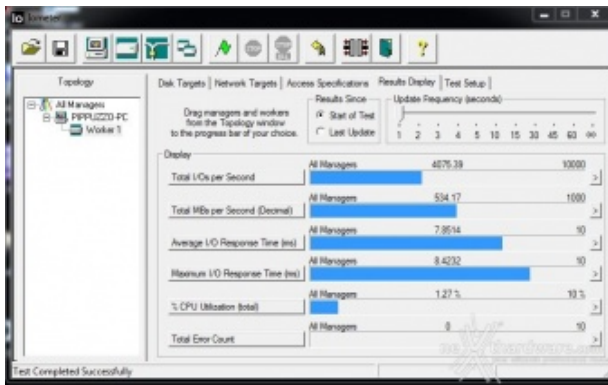 Iometer
Topology
All Managers
PIPPUZZO-PC
Worker 1
Disk Targets | Network Targets | Access Specifications | Results Display | Test Setup
Drag managers and workers
from the Topology window
to the progress bar of your choice.
Results Since
Start of Test
Last Update
Update Frequency (seconds)
1 2 3 4 5 10 15 30 45 60 ∞
Display
All Managers 4075.39 10000
Total I/Os per Second >
All Managers 534.17 1000
Total MBs per Second (Decimal) >
All Managers 7.8514 10
Average I/O Response Time (ms) >
All Managers 8.4232 10
Maximum I/O Response Time (ms) >
All Managers 1.27 % 10 %
% CPU Utilization (total) >
All Managers 0 10
Total Error Count >
Test Completed Successfully